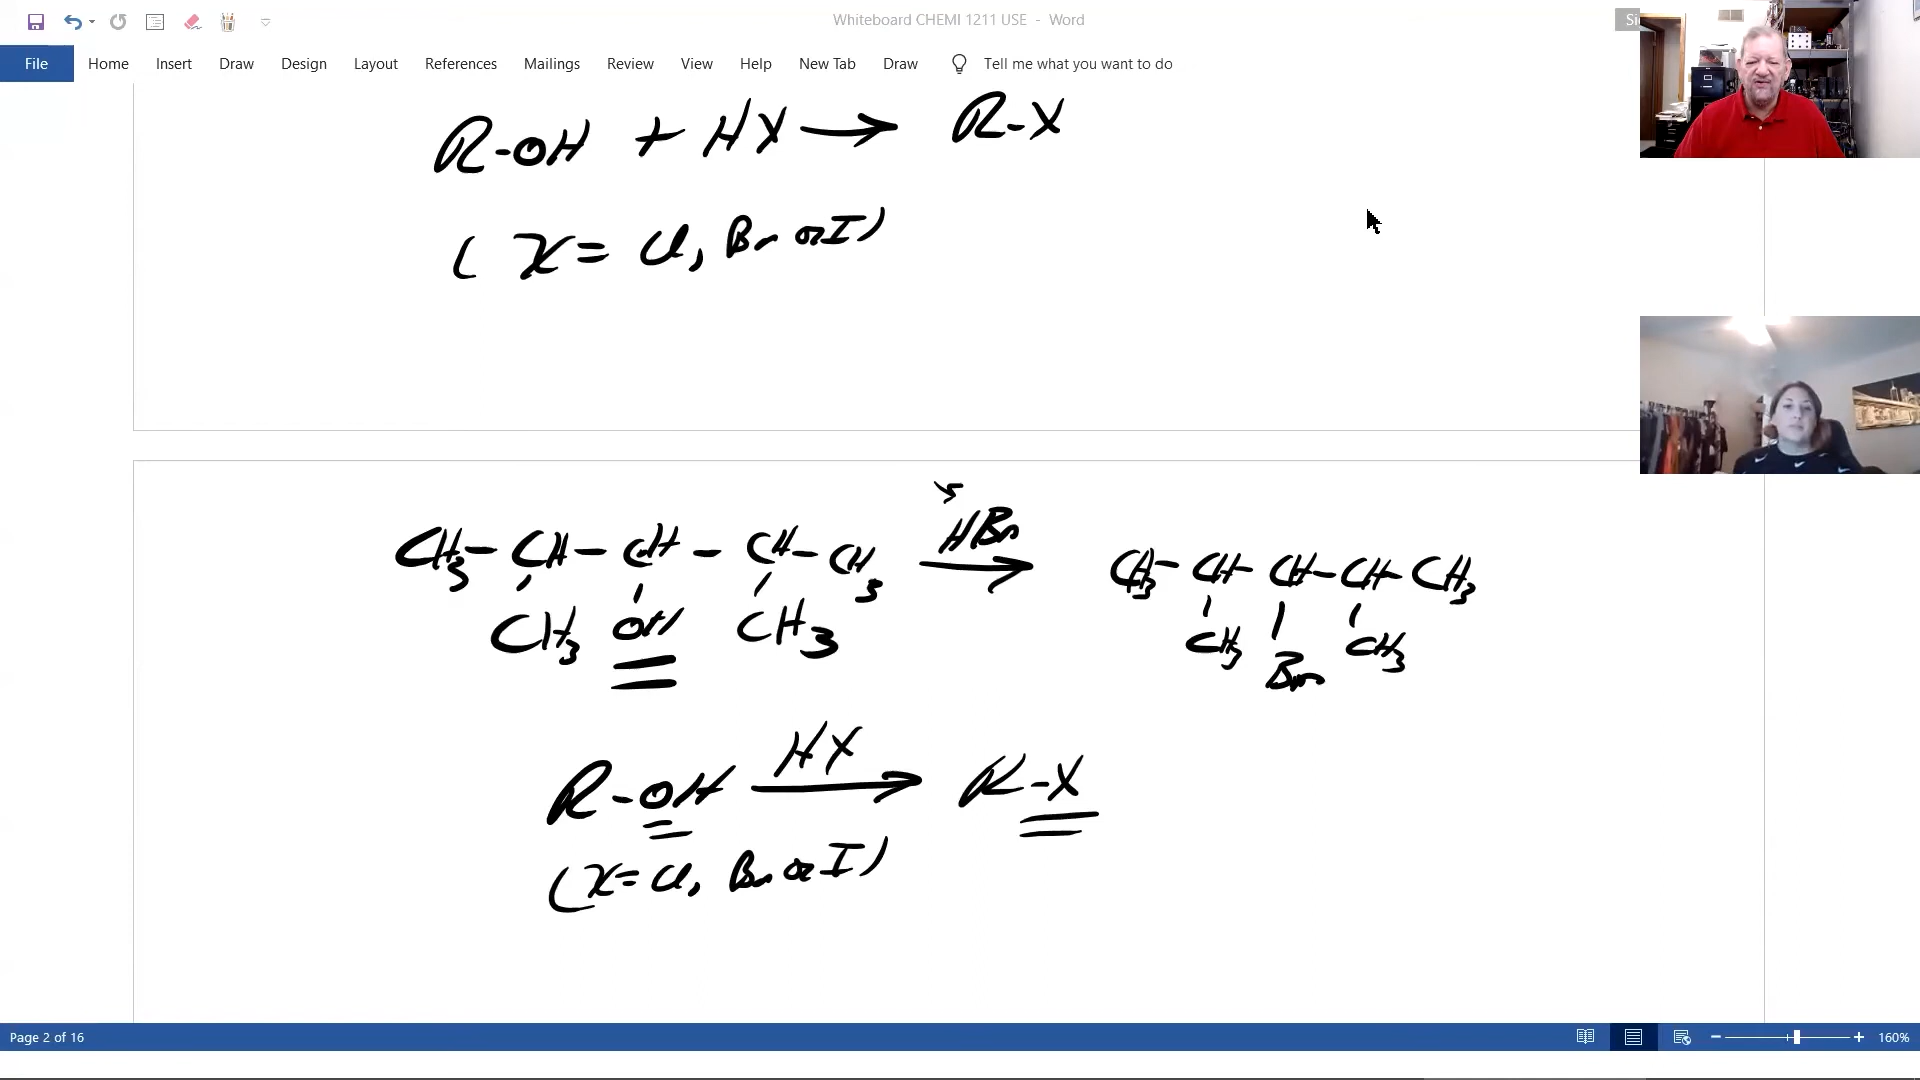 Whiteboard CHEMI 1211 USE - Word
File Home Insert Draw Design Layout References Mailings Review View Help New Tab Draw Tell me what you want to do
R-OH + HX → R-X
( X = Cl, Br or I )
HBr
CH3 - CH - CH - CH - CH3 → CH3 - CH - CH - CH - CH3
CH3 OH CH3 CH3 Br CH3
HX
R-OH → R-X
( X = Cl, Br or I )
Page 2 of 16 160%